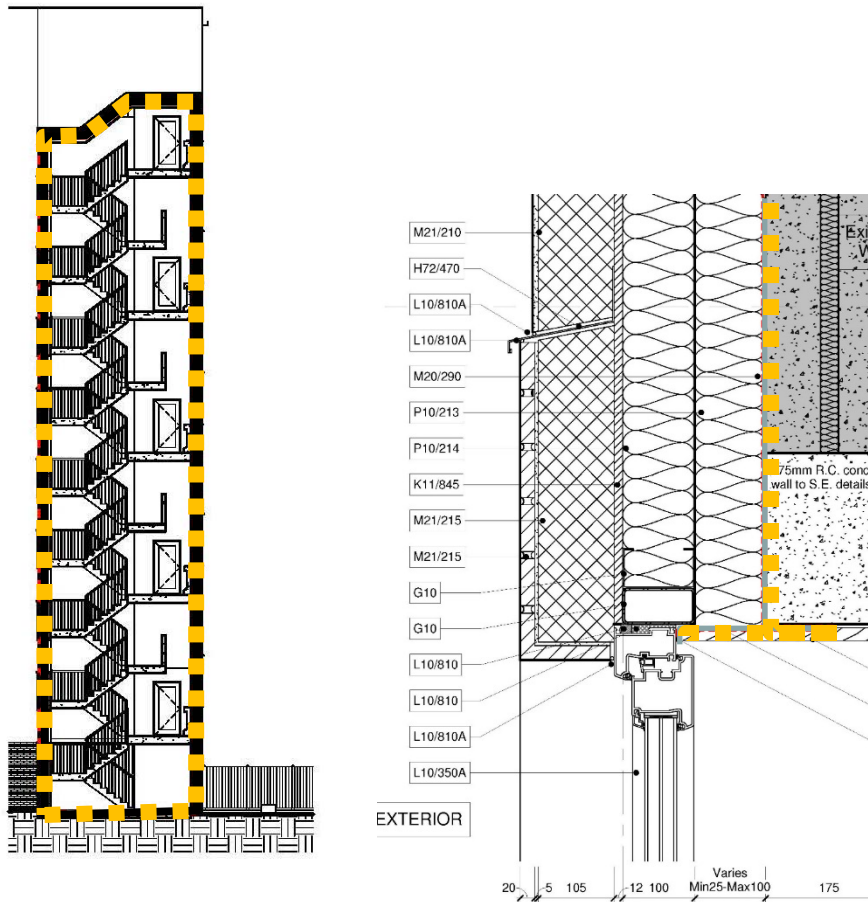 M21/210
H72/470
L10/810A
L10/810A
M20/290
P10/213
P10/214
K11/845
M21/215
M21/215
G10
G10
L10/810
L10/810
L10/810A
L10/350A
EXTERIOR
75mm R.C. conc
wall to S.E. details
20 5 105 12 100 Varies 175
Min25-Max100